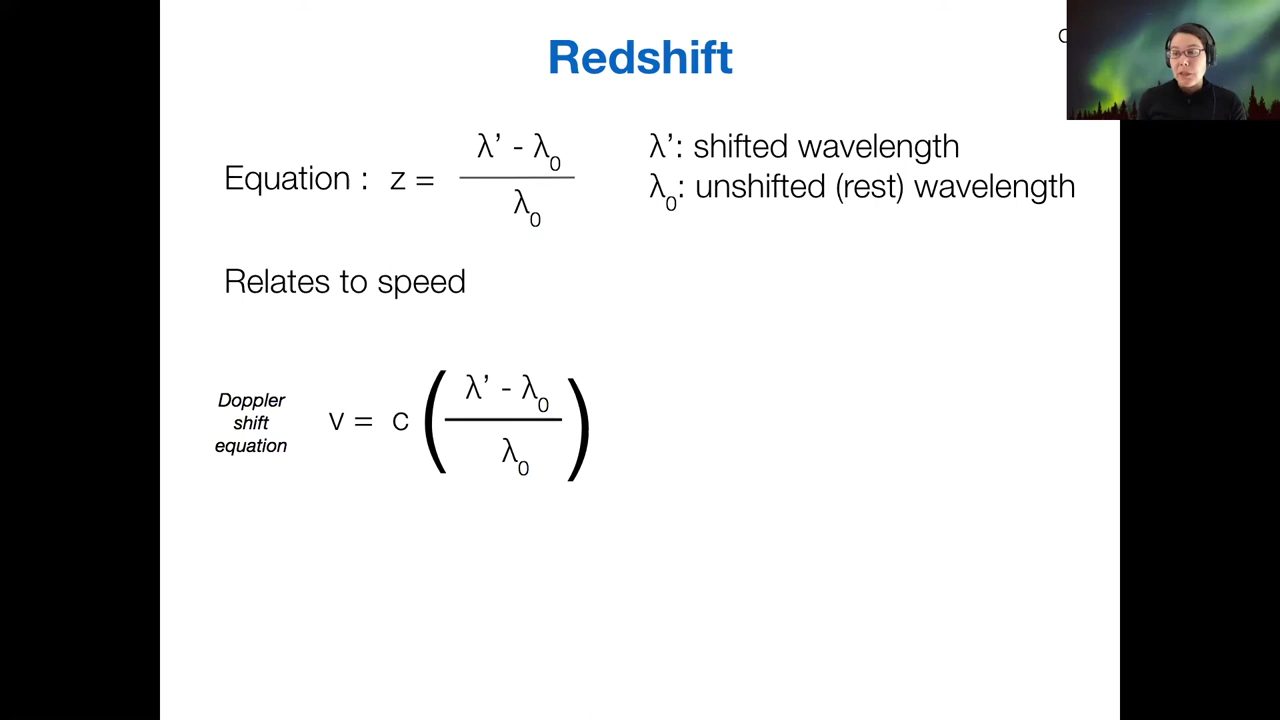 Redshift
Equation : z = λ' - λ0
λ0
λ': shifted wavelength
λ0: unshifted (rest) wavelength
Relates to speed
Doppler
shift
equation
v = c ( λ' - λ0
λ0 )